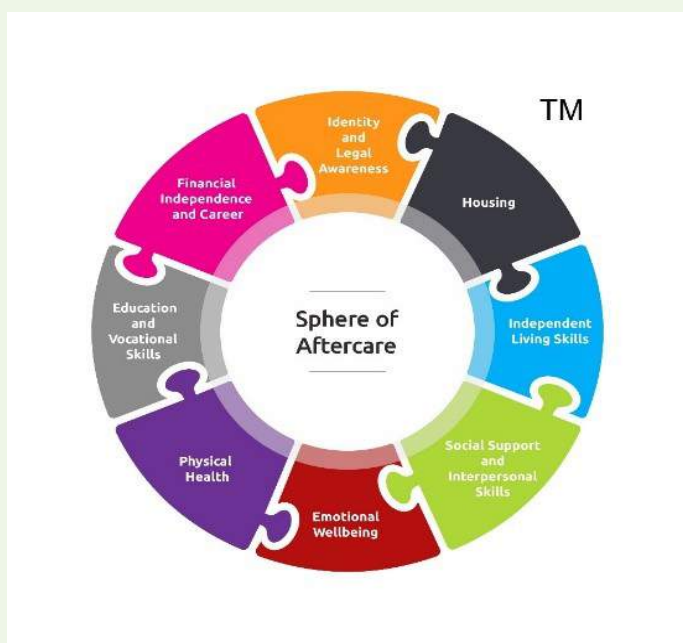 TM
Identity
and
Legal
Awareness
Housing
Independent
Living Skills
Social Support
and
Interpersonal
Skills
Emotional
Wellbeing
Physical
Health
Education
and
Vocational
Skills
Financial
Independence
and Career
Sphere of
Aftercare